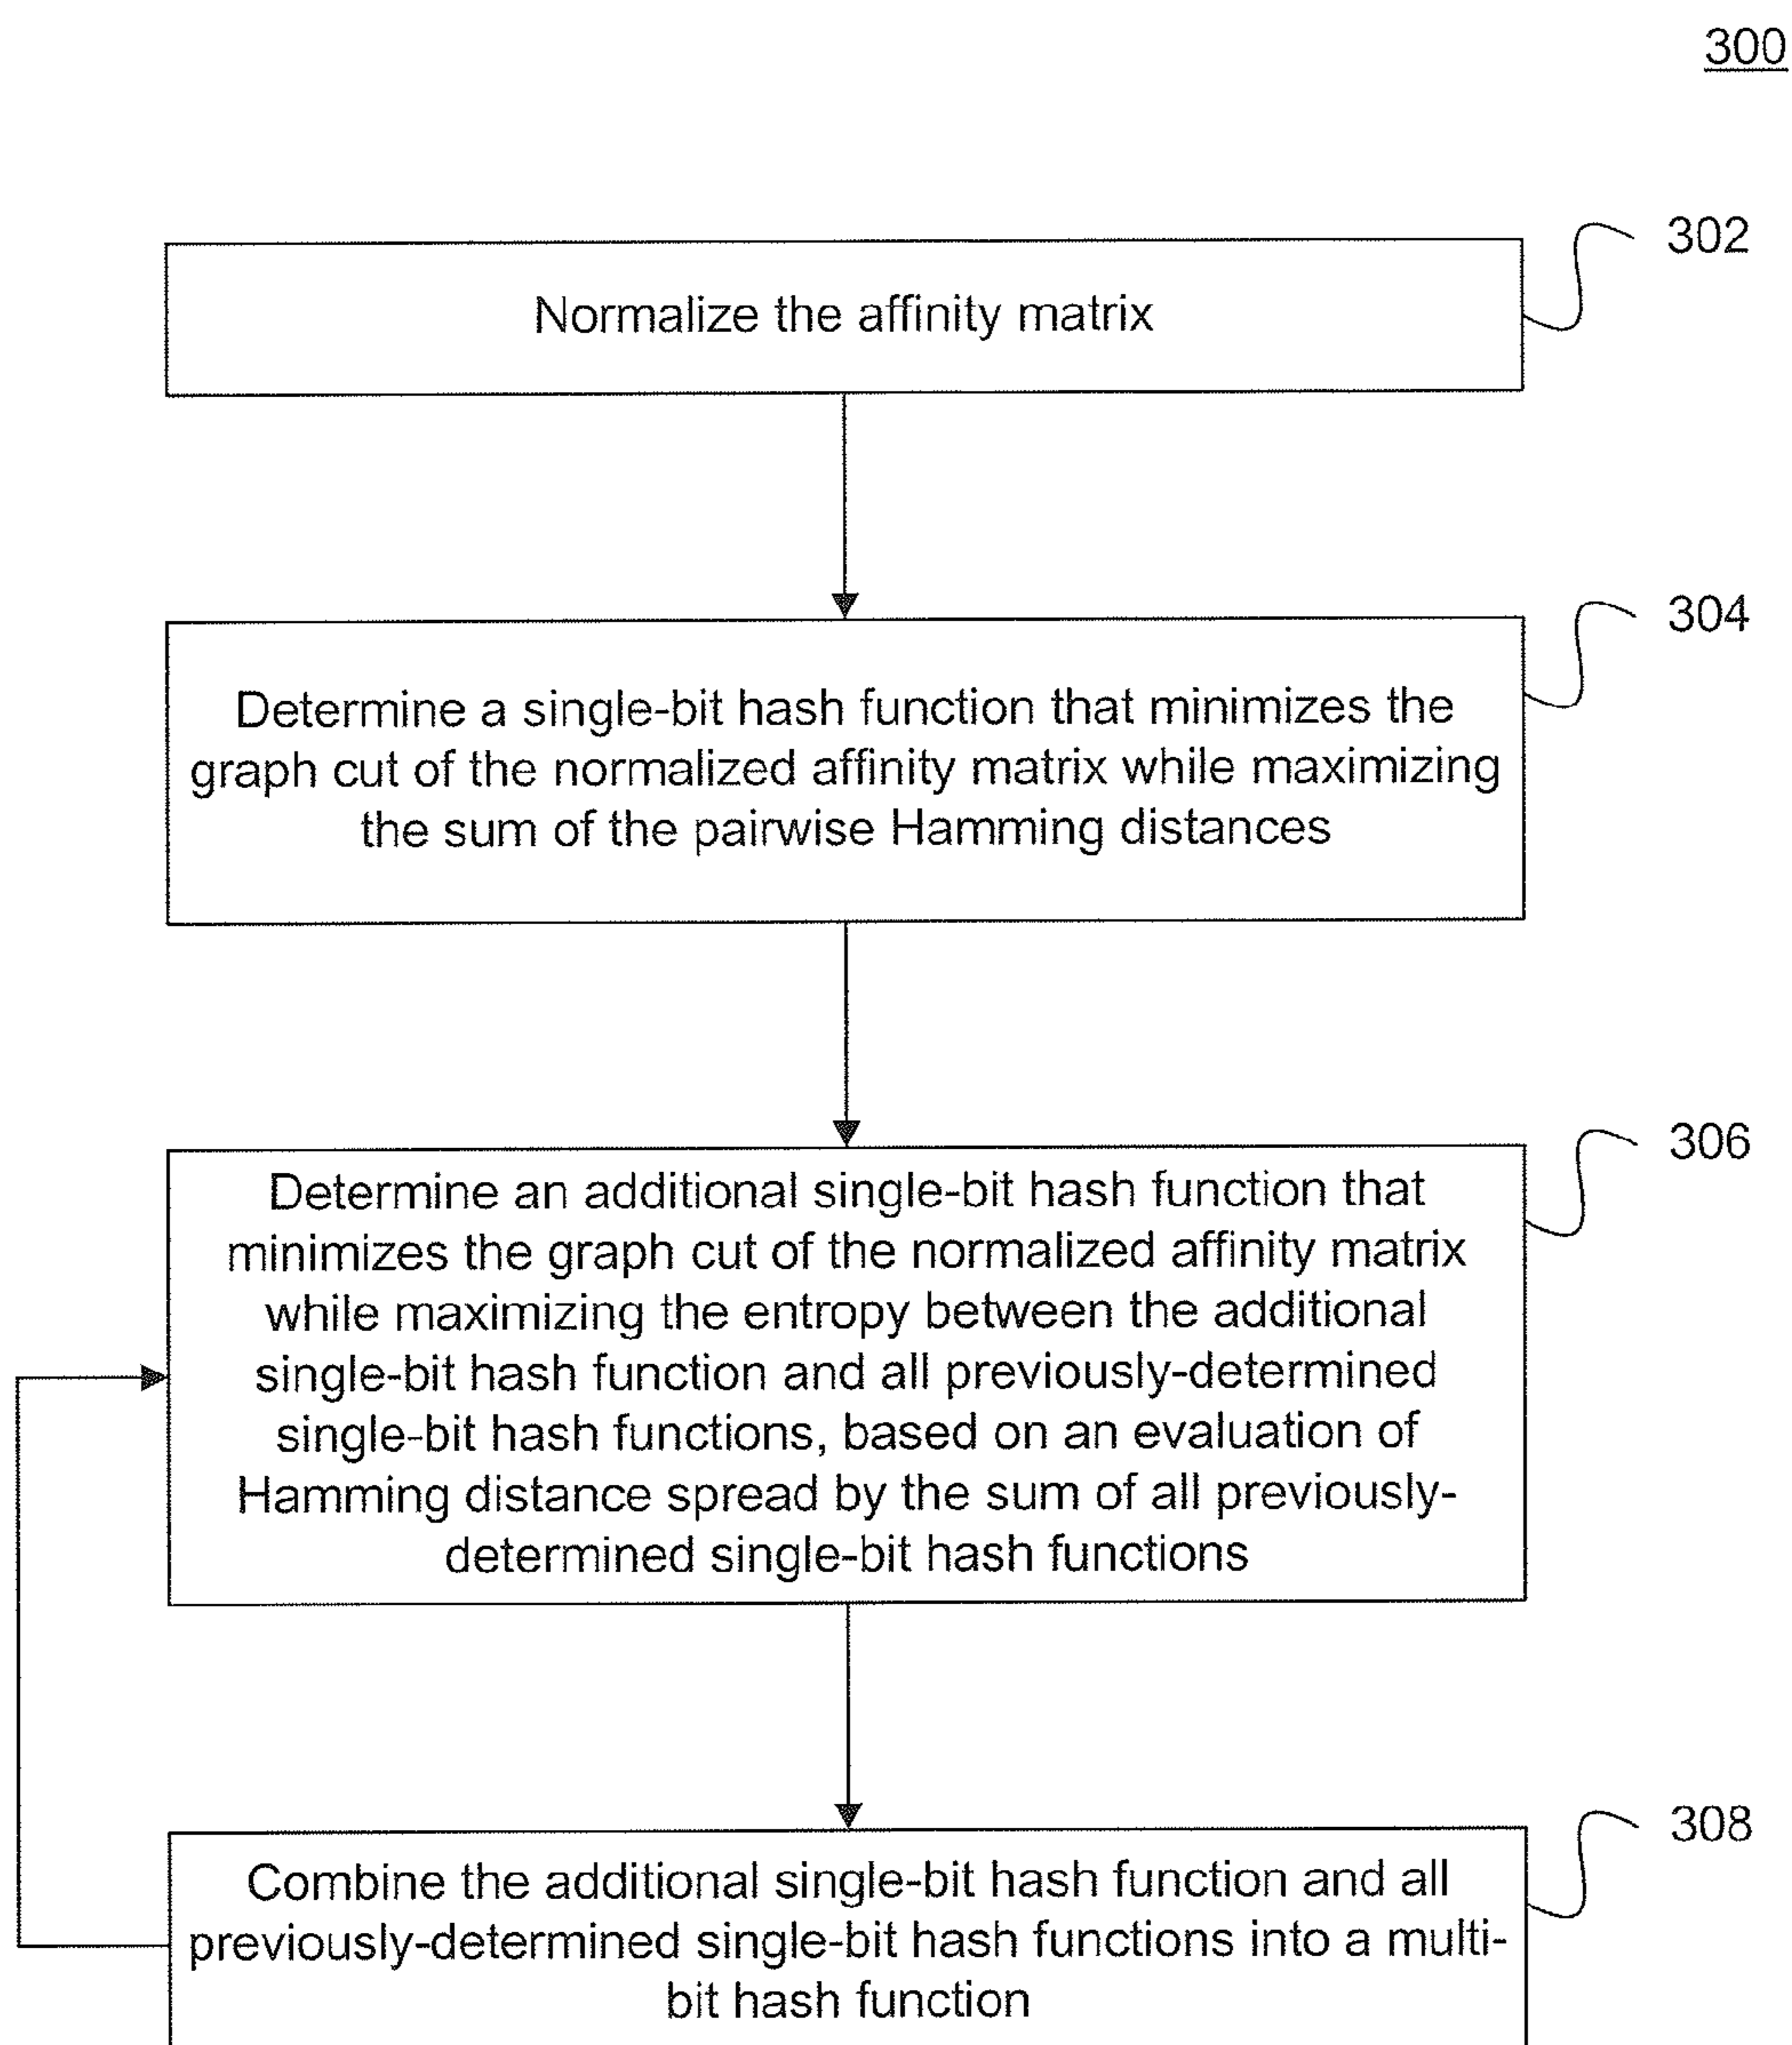 300
302
Normalize the affinity matrix
304
Determine a single-bit hash function that minimizes the
graph cut of the normalized affinity matrix while maximizing
the sum of the pairwise Hamming distances
306
Determine an additional single-bit hash function that
minimizes the graph cut of the normalized affinity matrix
while maximizing the entropy between the additional
single-bit hash function and all previously-determined
single-bit hash functions, based on an evaluation of
Hamming distance spread by the sum of all previously-
determined single-bit hash functions
308
Combine the additional single-bit hash function and all
previously-determined single-bit hash functions into a multi-
bit hash function